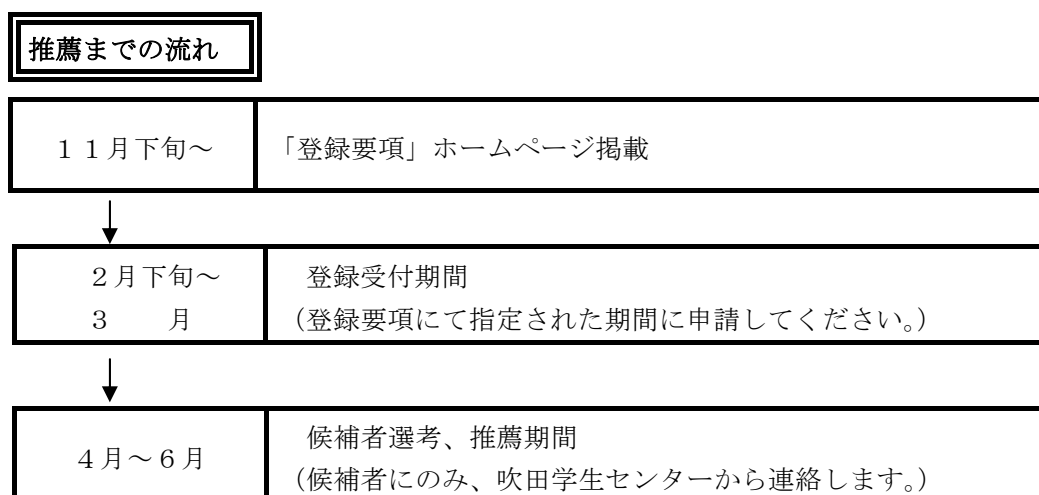 推薦までの流れ
１１月下旬～
「登録要項」ホームページ掲載
２月下旬～
３　　月
登録受付期間
（登録要項にて指定された期間に申請してください。）
４月～６月
候補者選考、推薦期間
（候補者にのみ、吹田学生センターから連絡します。）